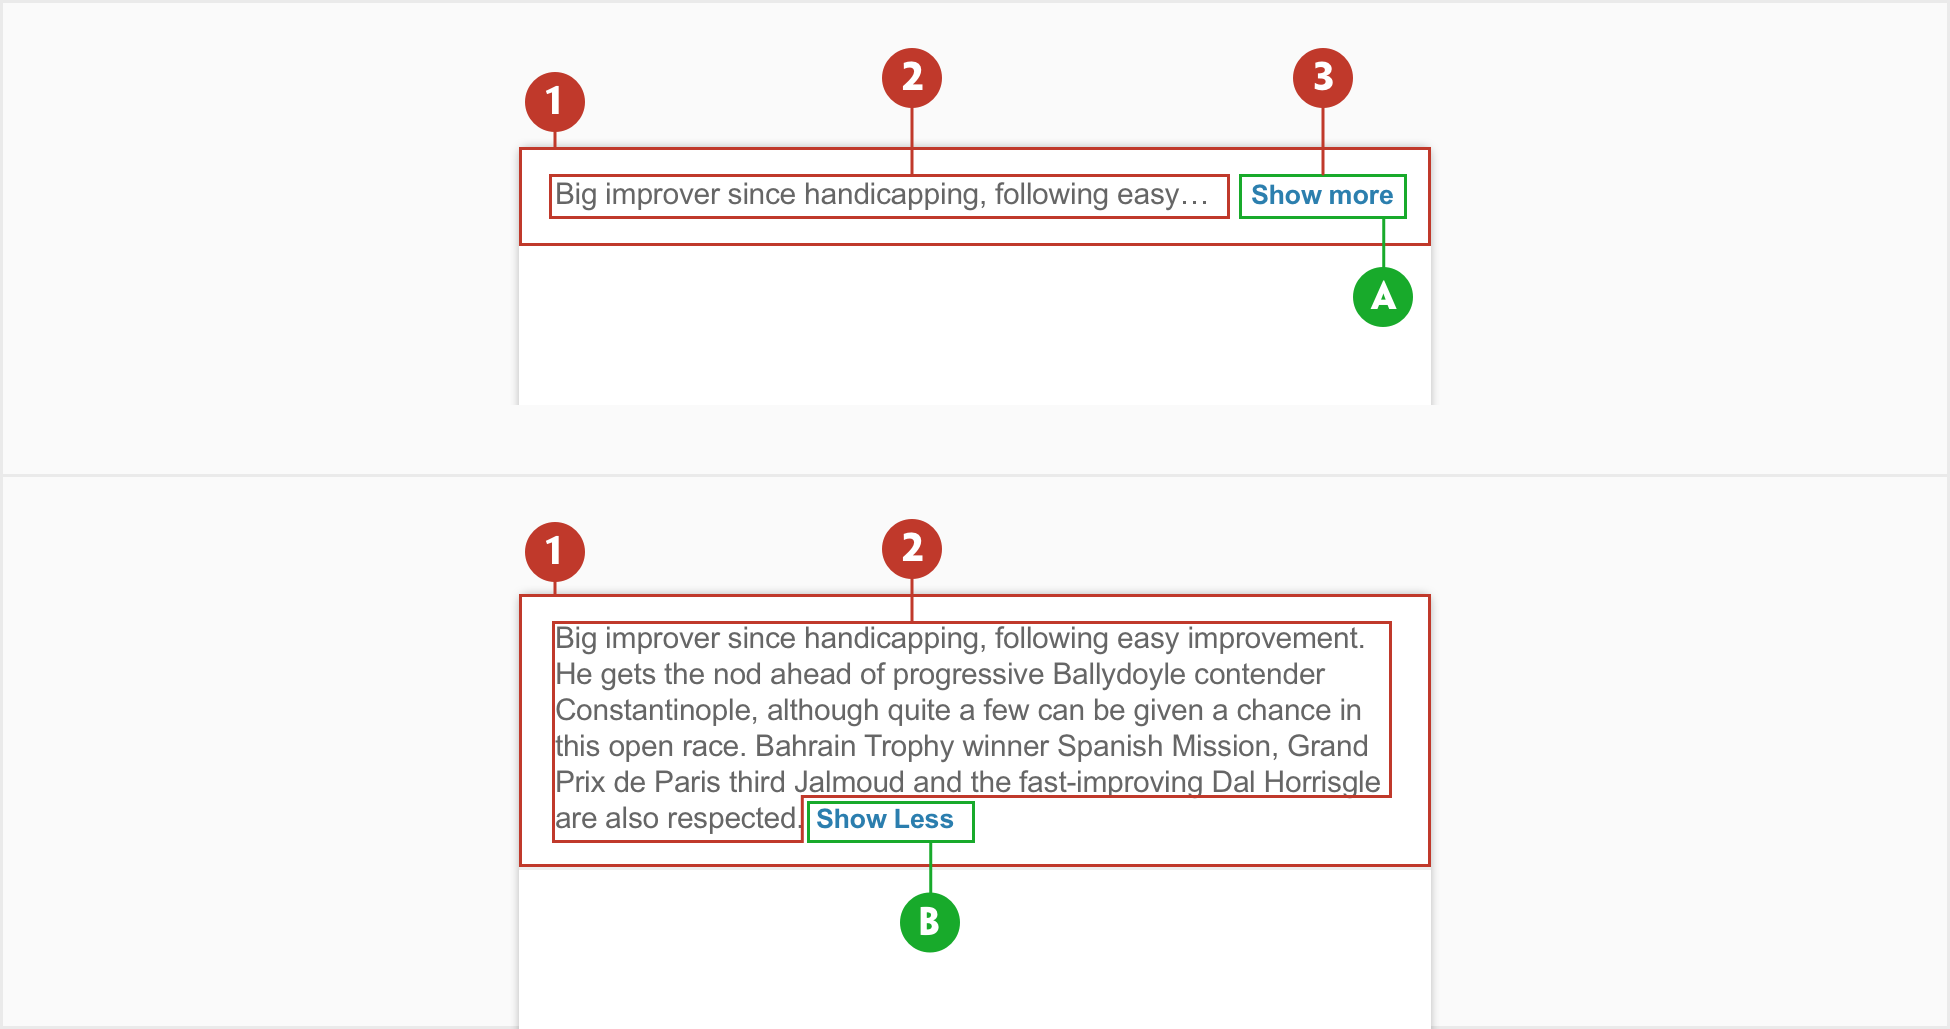 1
2
3
Big improver since handicapping, following easy… Show more
A
1
2
Big improver since handicapping, following easy improvement.
He gets the nod ahead of progressive Ballydoyle contender
Constantinople, although quite a few can be given a chance in
this open race. Bahrain Trophy winner Spanish Mission, Grand
Prix de Paris third Jalmoud and the fast-improving Dal Horrisgle
are also respected. Show Less
B